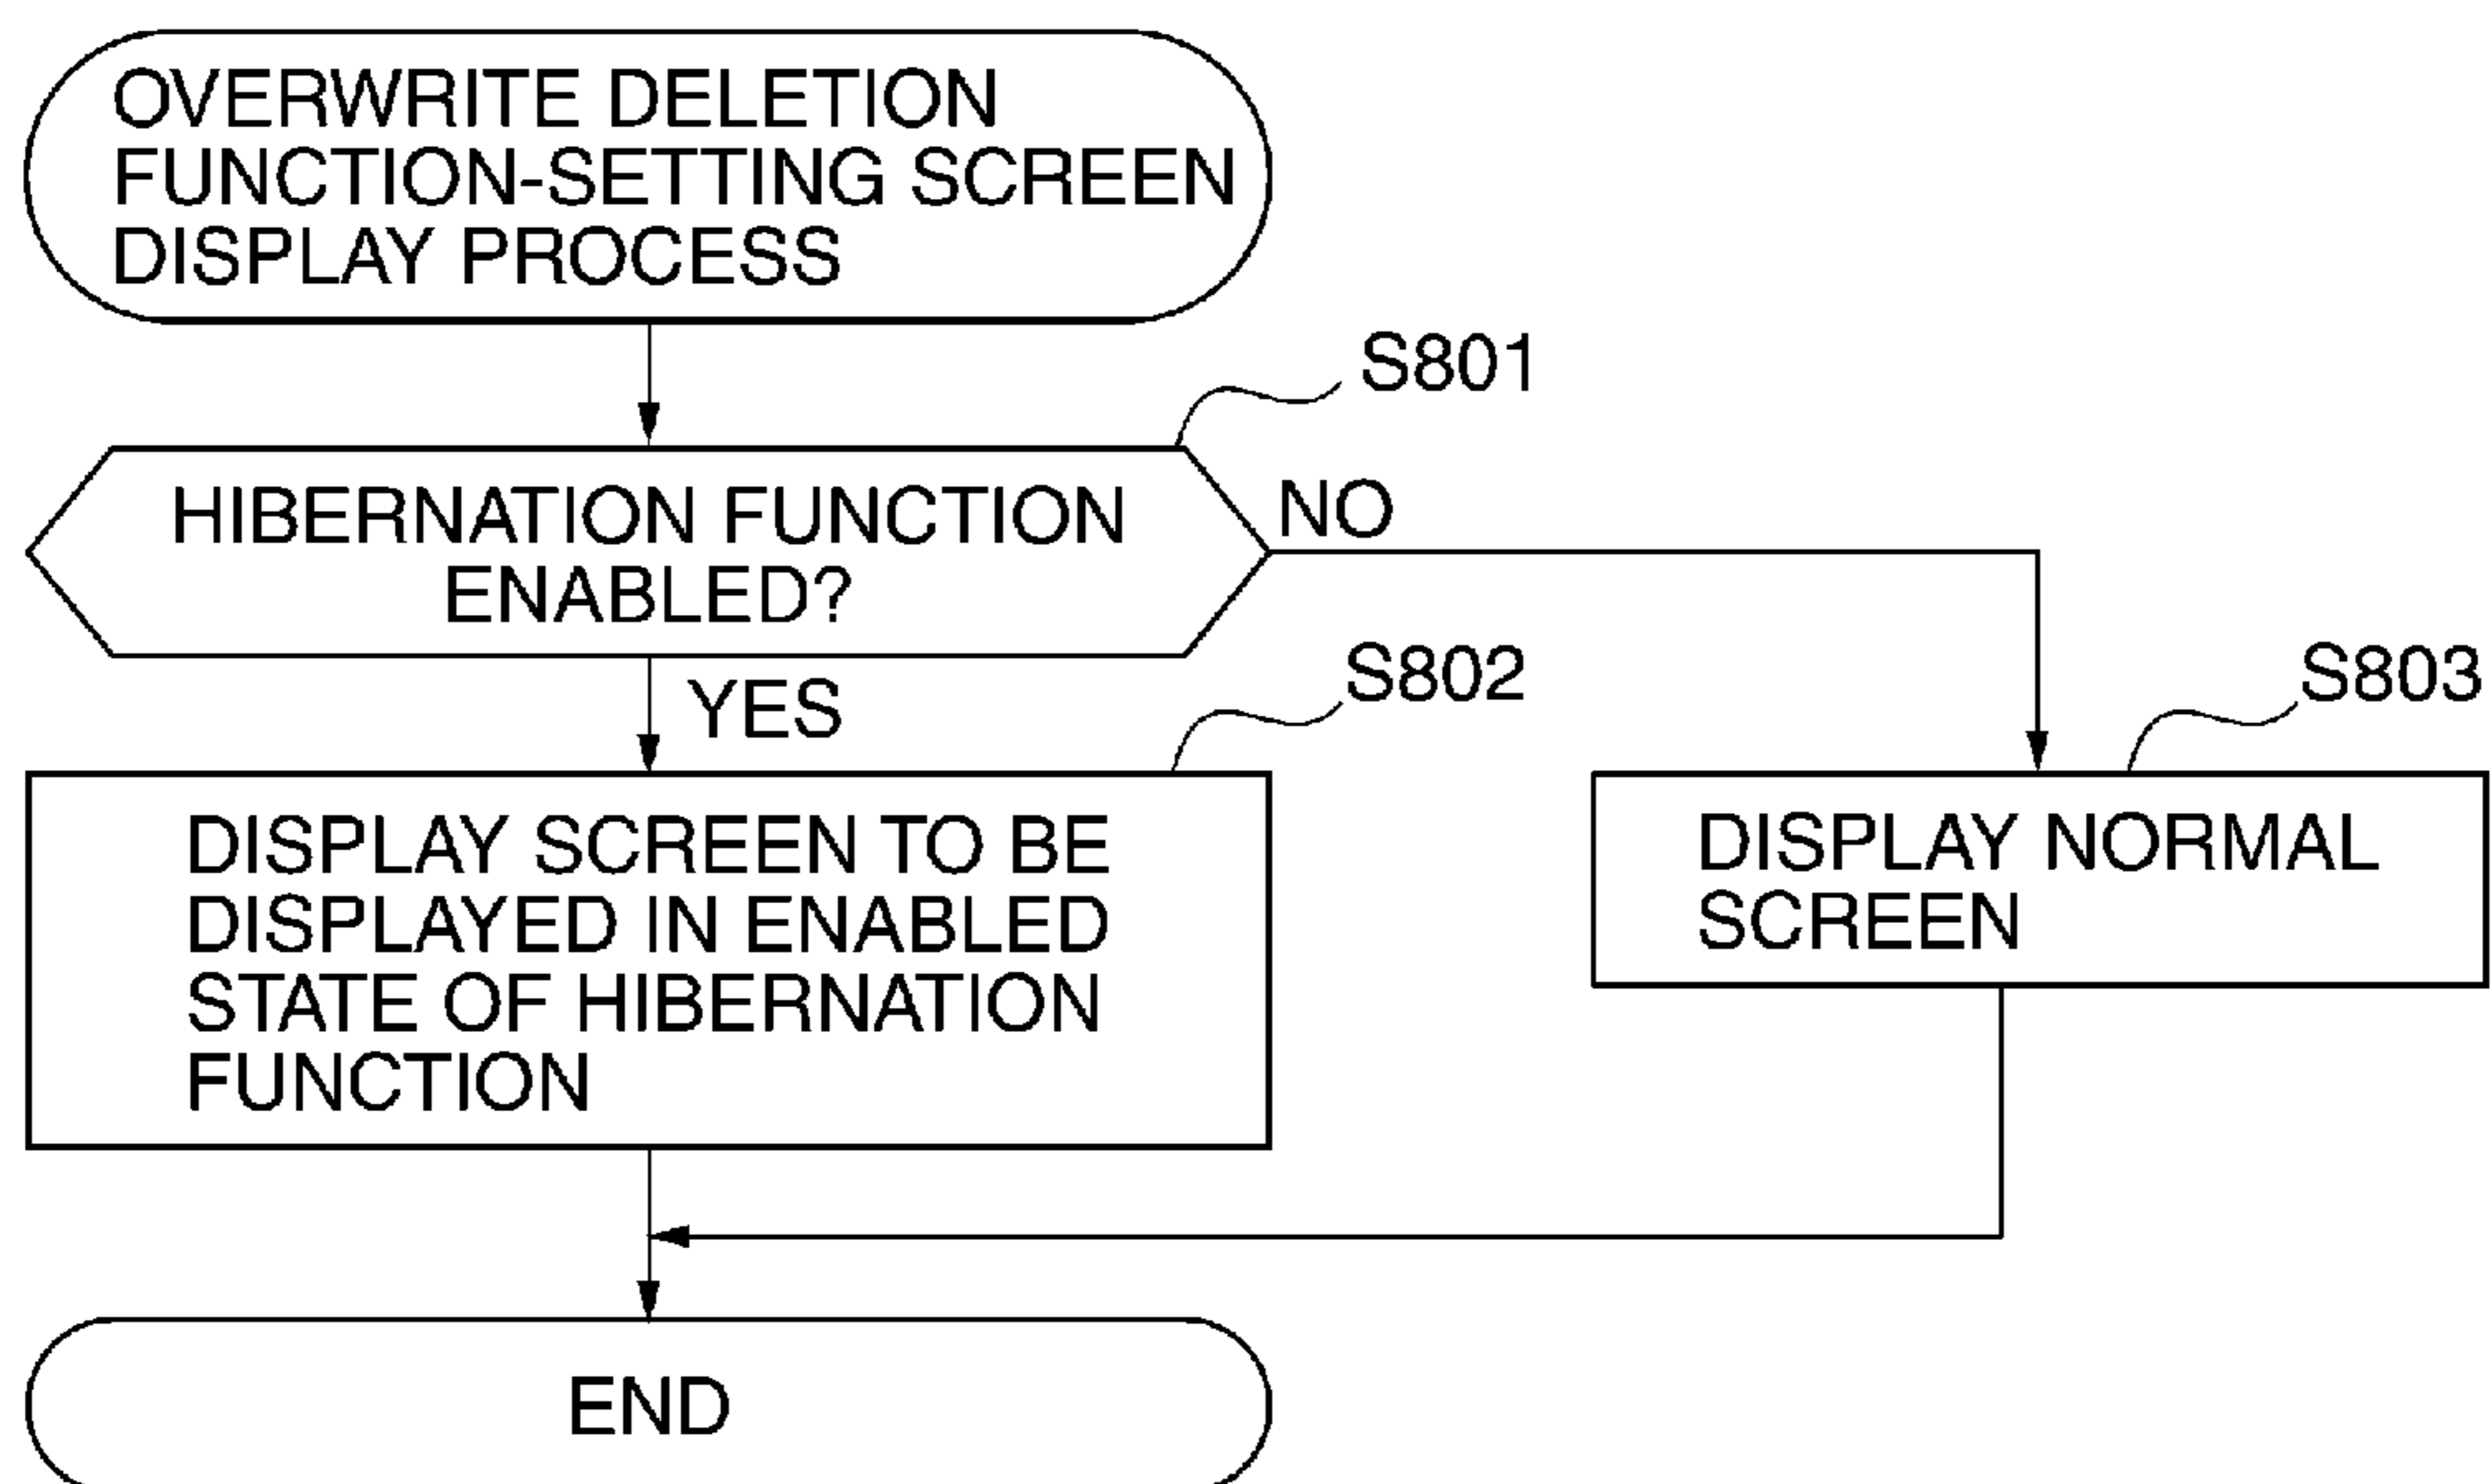 OVERWRITE DELETION
FUNCTION-SETTING SCREEN
DISPLAY PROCESS
S801
HIBERNATION FUNCTION
ENABLED?
NO
YES
S802
S803
DISPLAY SCREEN TO BE
DISPLAYED IN ENABLED
STATE OF HIBERNATION
FUNCTION
DISPLAY NORMAL
SCREEN
END